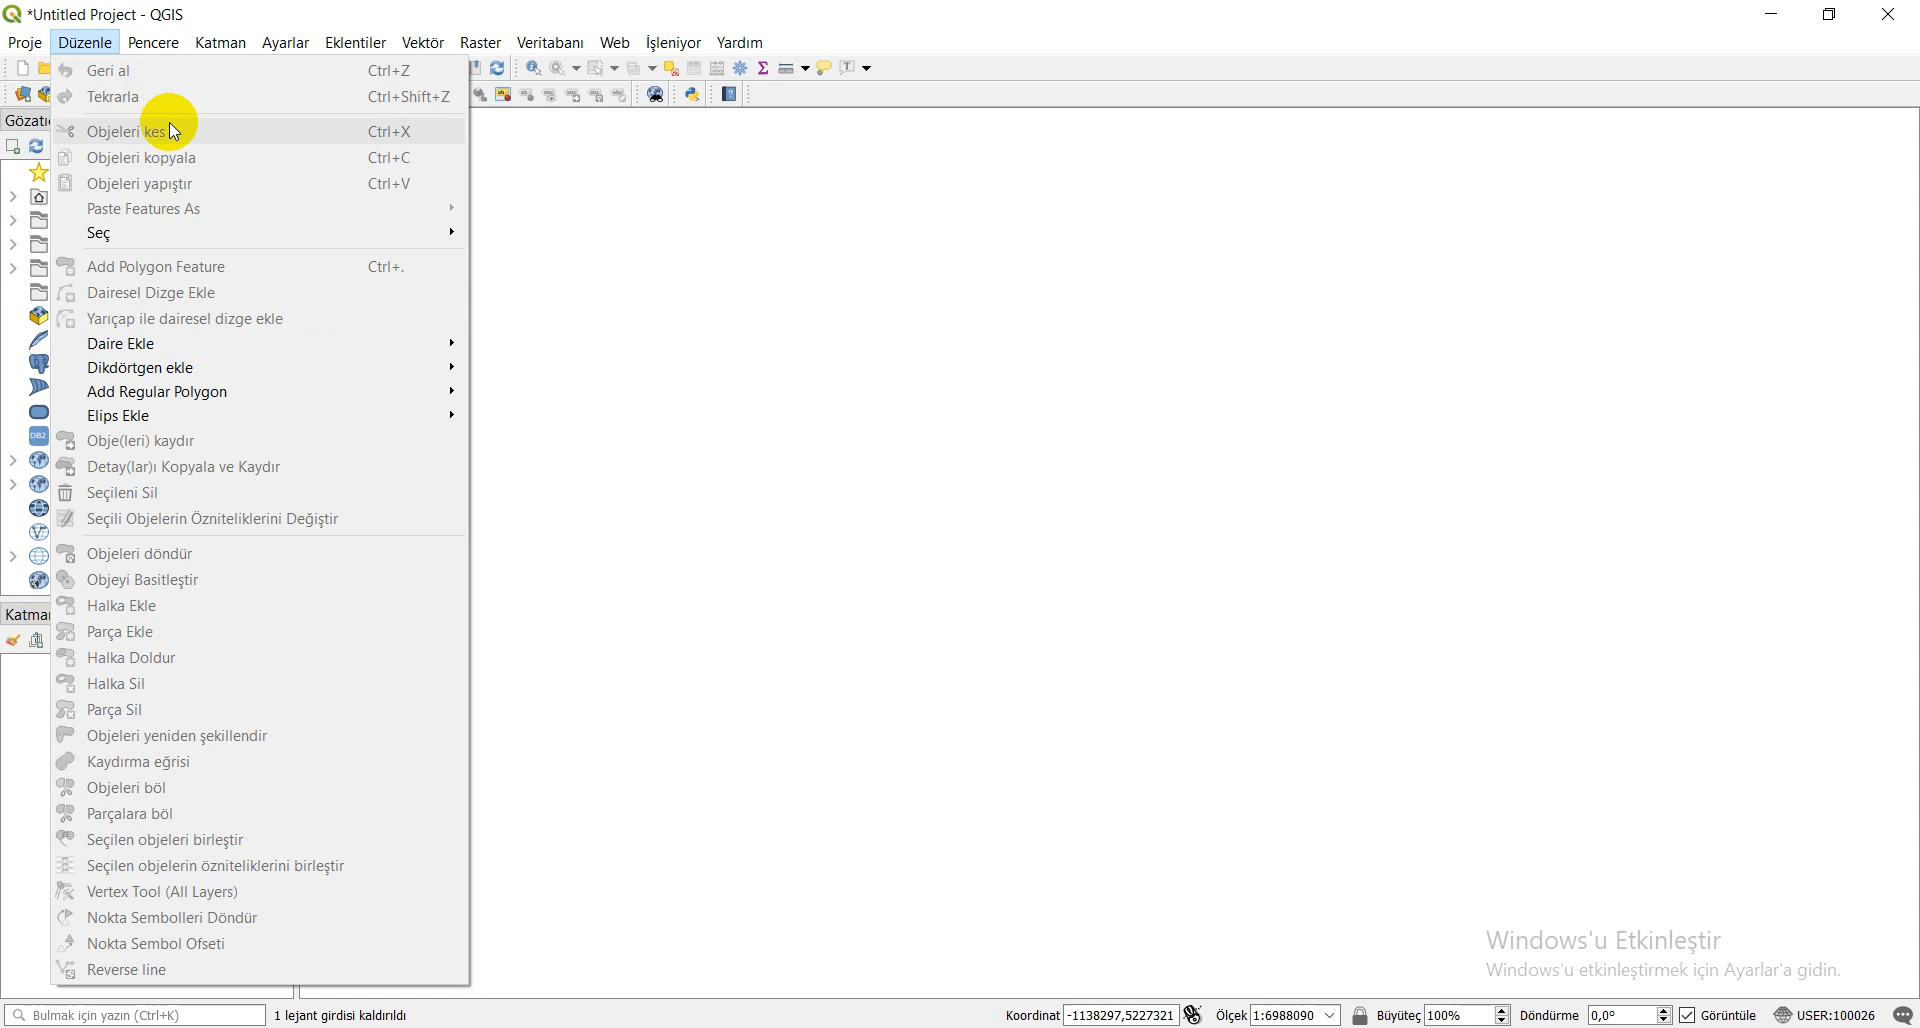 *Untitled Project - QGIS
Proje Düzenle Pencere Katman Ayarlar Eklentiler Vektör Raster Veritabanı Web İşleniyor Yardım
Geri al Ctrl+Z
Tekrarla Ctrl+Shift+Z
Gözatı
Objeleri kes Ctrl+X
Objeleri kopyala Ctrl+C
Objeleri yapıştır Ctrl+V
Paste Features As
Seç
Add Polygon Feature Ctrl+.
Dairesel Dizge Ekle
Yarıçap ile dairesel dizge ekle
Daire Ekle
Dikdörtgen ekle
Add Regular Polygon
Elips Ekle
DB2
Obje(leri) kaydır
Detay(lar)ı Kopyala ve Kaydır
Seçileni Sil
Seçili Objelerin Özniteliklerini Değiştir
Objeleri döndür
Objeyi Basitleştir
Halka Ekle
Katman
Parça Ekle
Halka Doldur
Halka Sil
Parça Sil
Objeleri yeniden şekillendir
Kaydırma eğrisi
Objeleri böl
Parçalara böl
Seçilen objeleri birleştir
Seçilen objelerin özniteliklerini birleştir
Vertex Tool (All Layers)
Nokta Sembolleri Döndür
Nokta Sembol Ofseti
Reverse line
Windows'u Etkinleştir
Windows'u etkinleştirmek için Ayarlar'a gidin.
Bulmak için yazın (Ctrl+K) 1 lejant girdisi kaldırıldı Koordinat -1138297,5227321 Ölçek 1:6988090 Büyüteç 100% Döndürme 0,0° Görüntüle USER:100026